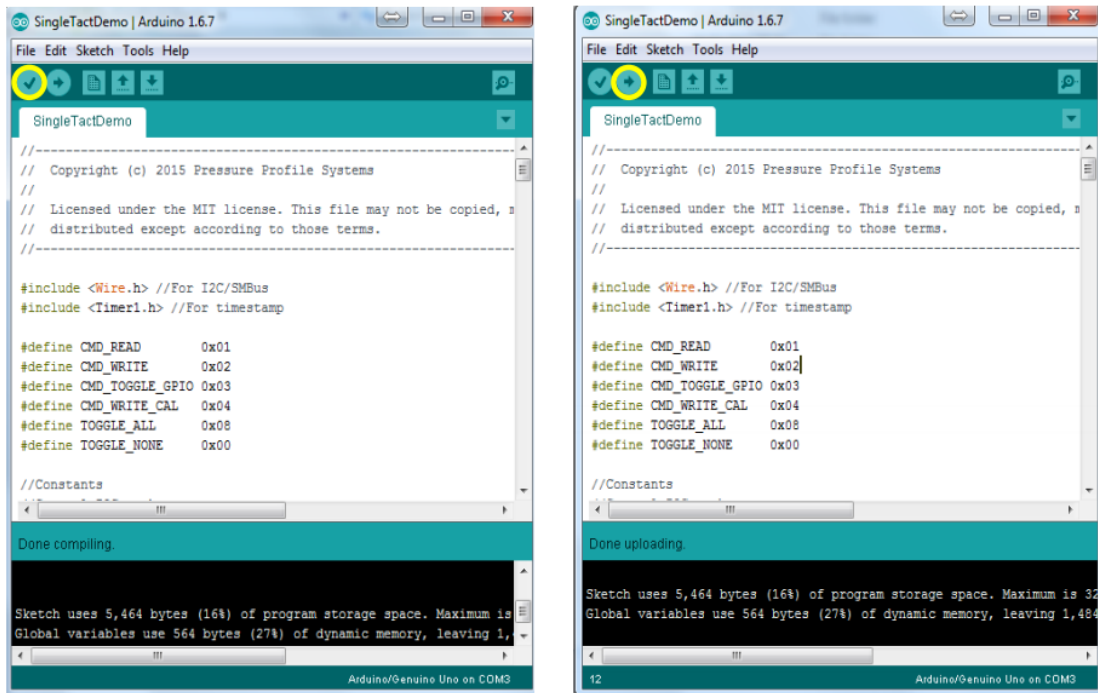 SingleTactDemo | Arduino 1.6.7
File Edit Sketch Tools Help
SingleTactDemo
//--------------------------------------------------------------
// Copyright (c) 2015 Pressure Profile Systems
//
// Licensed under the MIT license. This file may not be copied,
// distributed except according to those terms.
//--------------------------------------------------------------
#include <Wire.h> //For I2C/SMBus
#include <Timer1.h> //For timestamp
#define CMD_READ 0x01
#define CMD_WRITE 0x02
#define CMD_TOGGLE_GPIO 0x03
#define CMD_WRITE_CAL 0x04
#define TOGGLE_ALL 0x08
#define TOGGLE_NONE 0x00
//Constants
Done compiling.
Sketch uses 5,464 bytes (16%) of program storage space. Maximum is
Global variables use 564 bytes (27%) of dynamic memory, leaving 1,
Arduino/Genuino Uno on COM3
SingleTactDemo | Arduino 1.6.7
File Edit Sketch Tools Help
SingleTactDemo
//--------------------------------------------------------------
// Copyright (c) 2015 Pressure Profile Systems
//
// Licensed under the MIT license. This file may not be copied,
// distributed except according to those terms.
//--------------------------------------------------------------
#include <Wire.h> //For I2C/SMBus
#include <Timer1.h> //For timestamp
#define CMD_READ 0x01
#define CMD_WRITE 0x02
#define CMD_TOGGLE_GPIO 0x03
#define CMD_WRITE_CAL 0x04
#define TOGGLE_ALL 0x08
#define TOGGLE_NONE 0x00
//Constants
Done uploading.
Sketch uses 5,464 bytes (16%) of program storage space. Maximum is 32
Global variables use 564 bytes (27%) of dynamic memory, leaving 1,484
12 Arduino/Genuino Uno on COM3